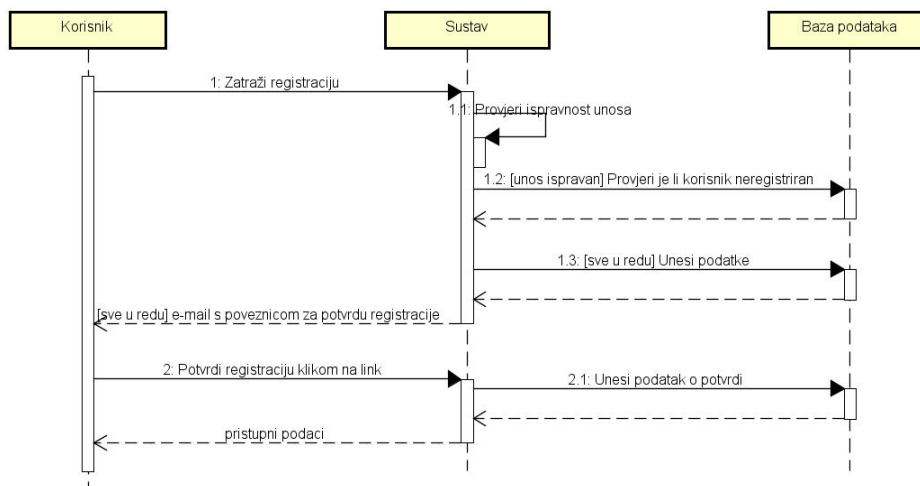 Korisnik
Sustav
Baza podataka
1: Zatraži registraciju
1.1: Provjeri ispravnost unosa
1.2: [unos ispravan] Provjeri je li korisnik neregistriran
1.3: [sve u redu] Unesi podatke
[sve u redu] e-mail s poveznicom za potvrdu registracije
2: Potvrdi registraciju klikom na link
2.1: Unesi podatak o potvrdi
pristupni podaci